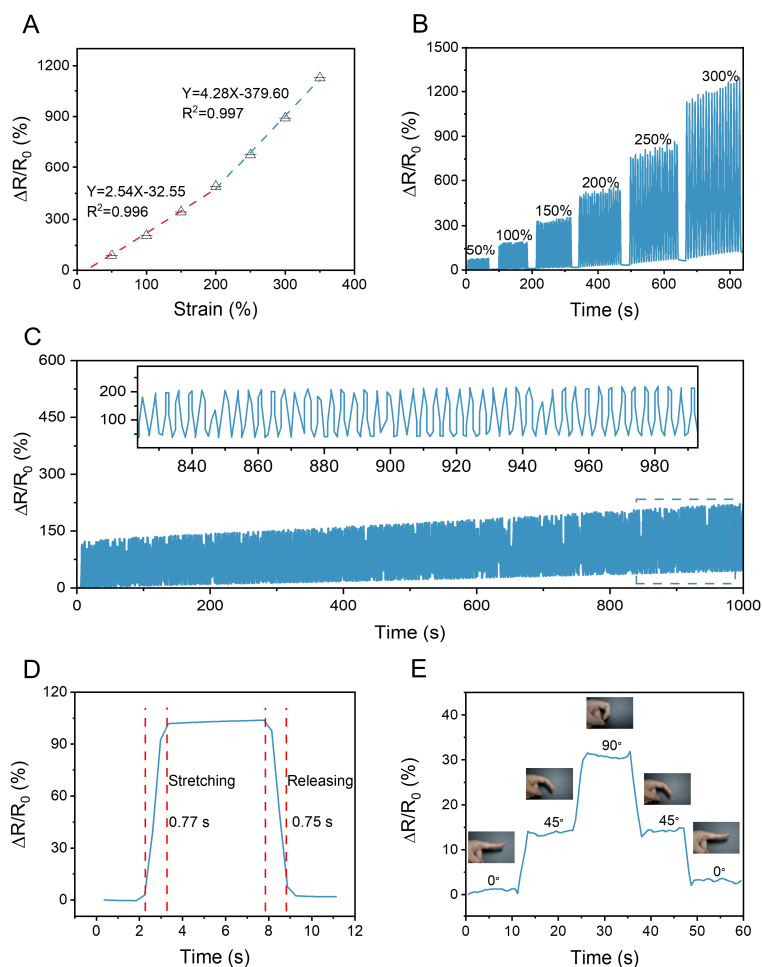 A
1200
900
600
300
0
ΔR/R0 (%)
Y=4.28X-379.60
R²=0.997
Y=2.54X-32.55
R²=0.996
0 100 200 300 400
Strain (%)
B
1500
1200
900
600
300
0
ΔR/R0 (%)
50%
100%
150%
200%
250%
300%
0 200 400 600 800
Time (s)
C
600
450
300
150
0
ΔR/R0 (%)
200
100
840 860 880 900 920 940 960 980
0 200 400 600 800 1000
Time (s)
D
120
90
60
30
0
ΔR/R0 (%)
Stretching
0.77 s
Releasing
0.75 s
0 2 4 6 8 10 12
Time (s)
E
40
30
20
10
0
ΔR/R0 (%)
0°
45°
90°
45°
0°
0 10 20 30 40 50 60
Time (s)